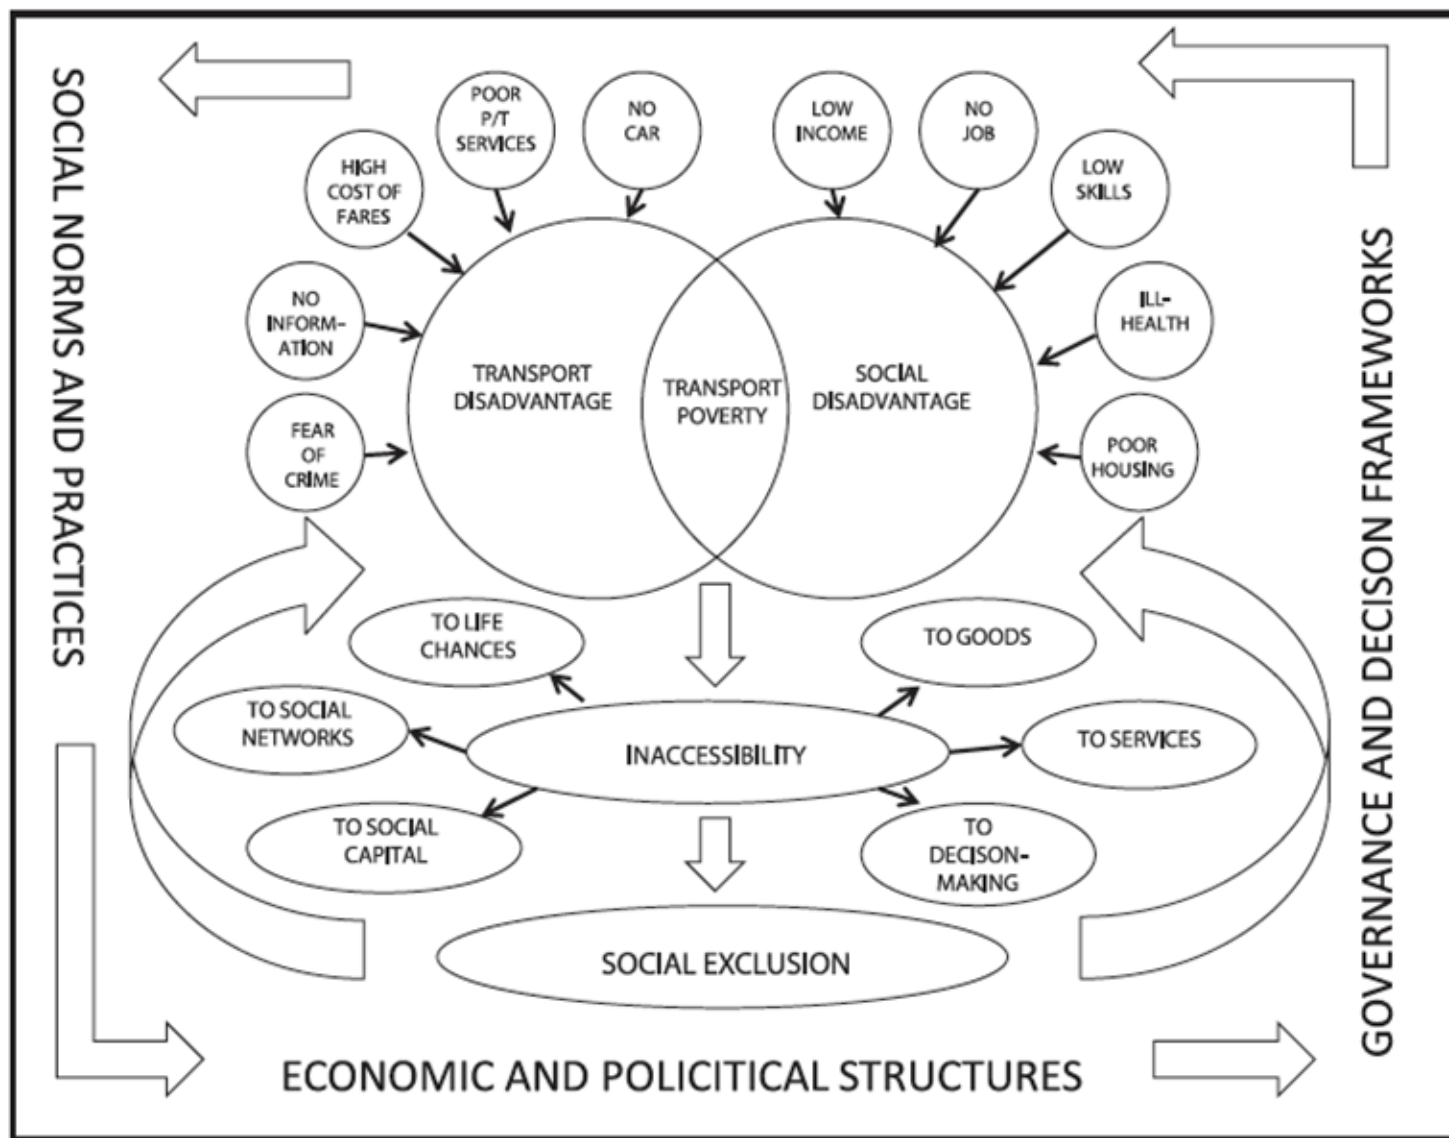 SOCIAL NORMS AND PRACTICES
POOR
P/T
SERVICES
NO
CAR
LOW
INCOME
NO
JOB
HIGH
COST OF
FARES
LOW
SKILLS
NO
INFORM-
ATION
ILL-
HEALTH
FEAR
OF
CRIME
POOR
HOUSING
TRANSPORT
DISADVANTAGE
TRANSPORT
POVERTY
SOCIAL
DISADVANTAGE
GOVERNANCE AND DECISON FRAMEWORKS
TO LIFE
CHANCES
TO GOODS
TO SOCIAL
NETWORKS
INACCESSIBILITY
TO SERVICES
TO SOCIAL
CAPITAL
TO
DECISON-
MAKING
SOCIAL EXCLUSION
ECONOMIC AND POLICITICAL STRUCTURES